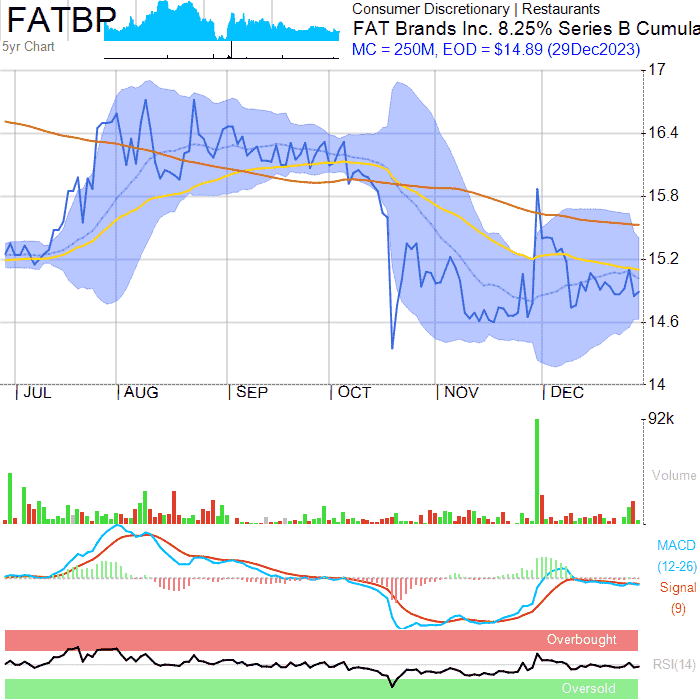 FATBP
5yr Chart
Consumer Discretionary | Restaurants
FAT Brands Inc. 8.25% Series B Cumula
MC = 250M, EOD = $14.89 (29Dec2023)
17
16.4
15.8
15.2
14.6
14
JUL AUG SEP OCT NOV DEC
92k
Volume
MACD
(12-26)
Signal
(9)
Overbought
RSI(14)
Oversold